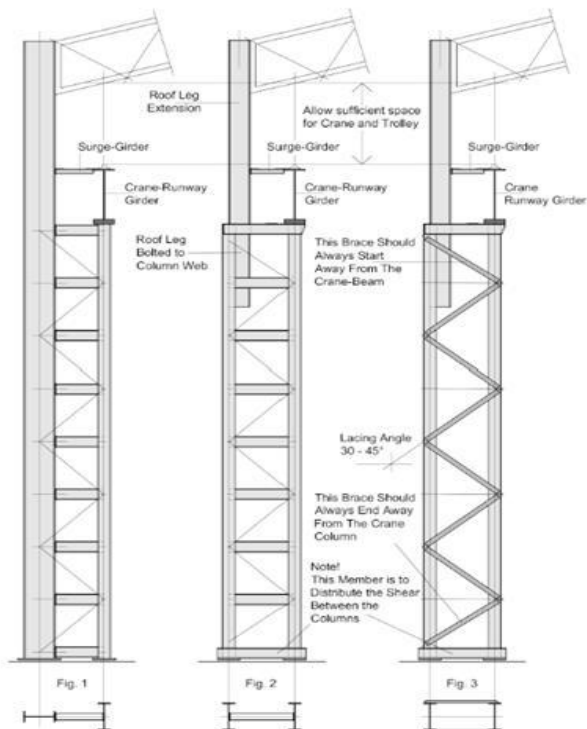 Roof Leg
Extension
Allow sufficient space
for Crane and Trolley
Surge-Girder
Surge-Girder
Surge-Girder
Crane-Runway
Girder
Crane-Runway
Girder
Crane
Runway Girder
Roof Leg
Bolted to
Column Web
This Brace Should
Always Start
Away From The
Crane-Beam
Lacing Angle
30 - 45°
This Brace Should
Always End Away
From The Crane
Column
Note!
This Member is to
Distribute the Shear
Between the
Columns
Fig. 1
Fig. 2
Fig. 3